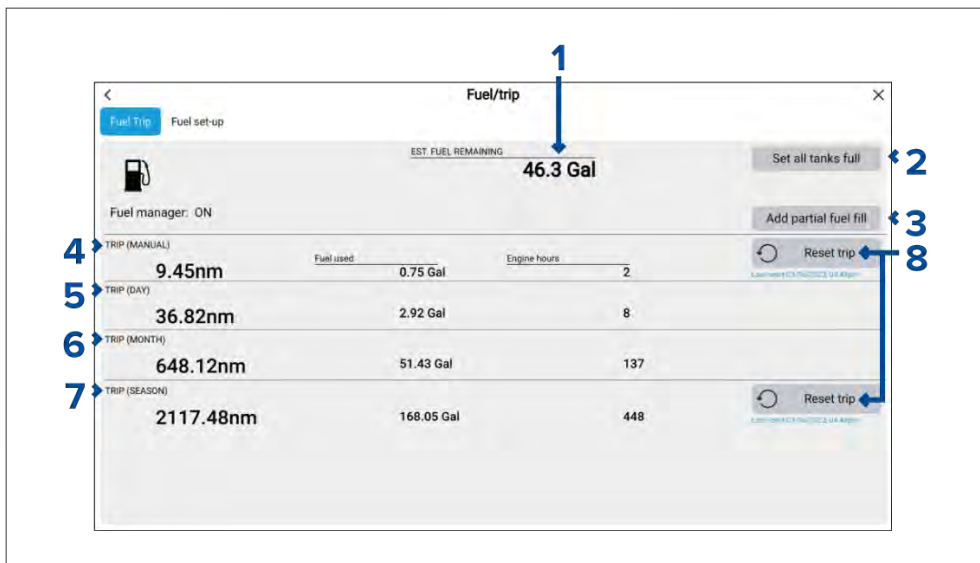 1
< Fuel/trip ×
Fuel Trip Fuel set-up
EST. FUEL REMAINING
46.3 Gal
Set all tanks full 2
Fuel manager: ON
Add partial fuel fill 3
4 TRIP (MANUAL)
Fuel used Engine hours
Reset trip 8
9.45nm 0.75 Gal 2
5 TRIP (DAY)
36.82nm 2.92 Gal 8
6 TRIP (MONTH)
648.12nm 51.43 Gal 137
7 TRIP (SEASON)
Reset trip
2117.48nm 168.05 Gal 448